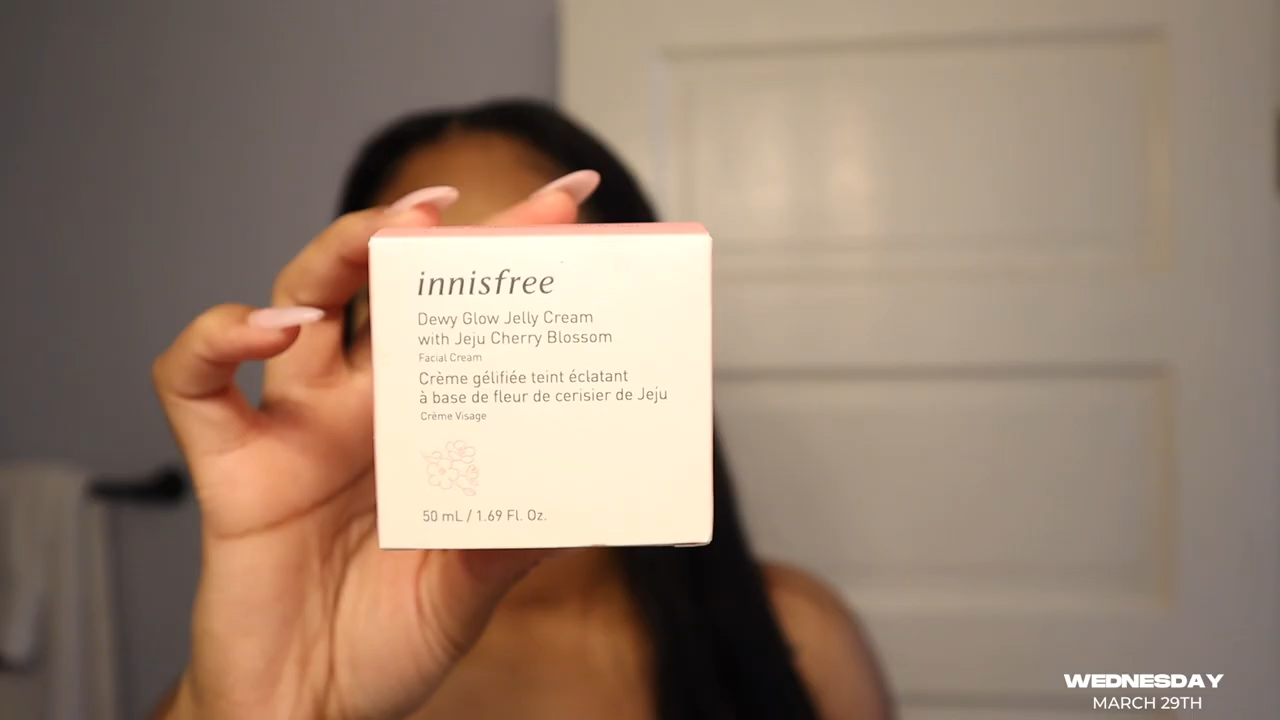 innisfree
Dewy Glow Jelly Cream
with Jeju Cherry Blossom
Facial Cream
Crème gélifiée teint éclatant
à base de fleur de cerisier de Jeju
Crème Visage
50 mL / 1.69 Fl. Oz.
WEDNESDAY
MARCH 29TH